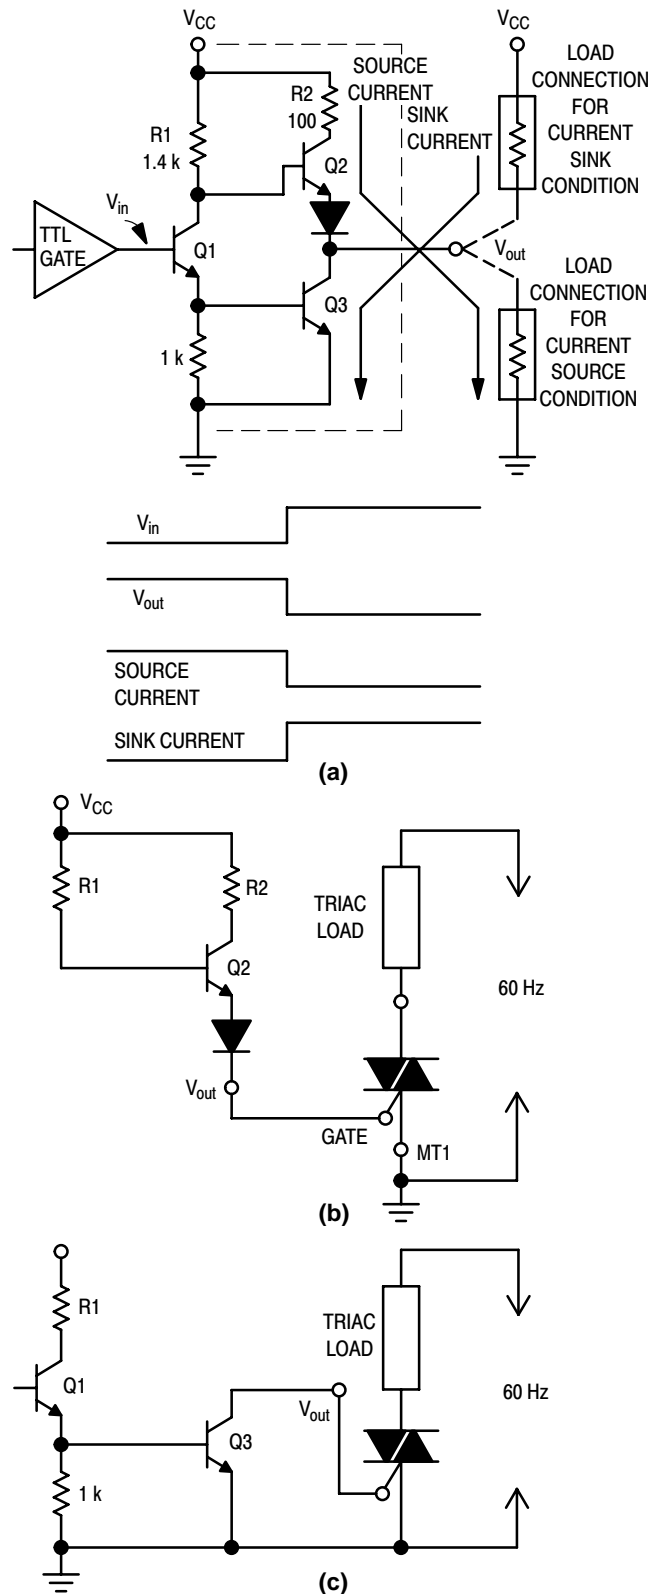 VCC
VCC
SOURCE
CURRENT
SINK
CURRENT
LOAD
CONNECTION
FOR
CURRENT
SINK
CONDITION
R2
100
R1
1.4 k
Q2
Vin
TTL
GATE
Q1
Vout
Q3
1 k
LOAD
CONNECTION
FOR
CURRENT
SOURCE
CONDITION
Vin
Vout
SOURCE
CURRENT
SINK CURRENT
(a)
VCC
R1
R2
TRIAC
LOAD
Q2
60 Hz
Vout
GATE
MT1
(b)
R1
TRIAC
LOAD
Q1
60 Hz
Vout
Q3
1 k
(c)